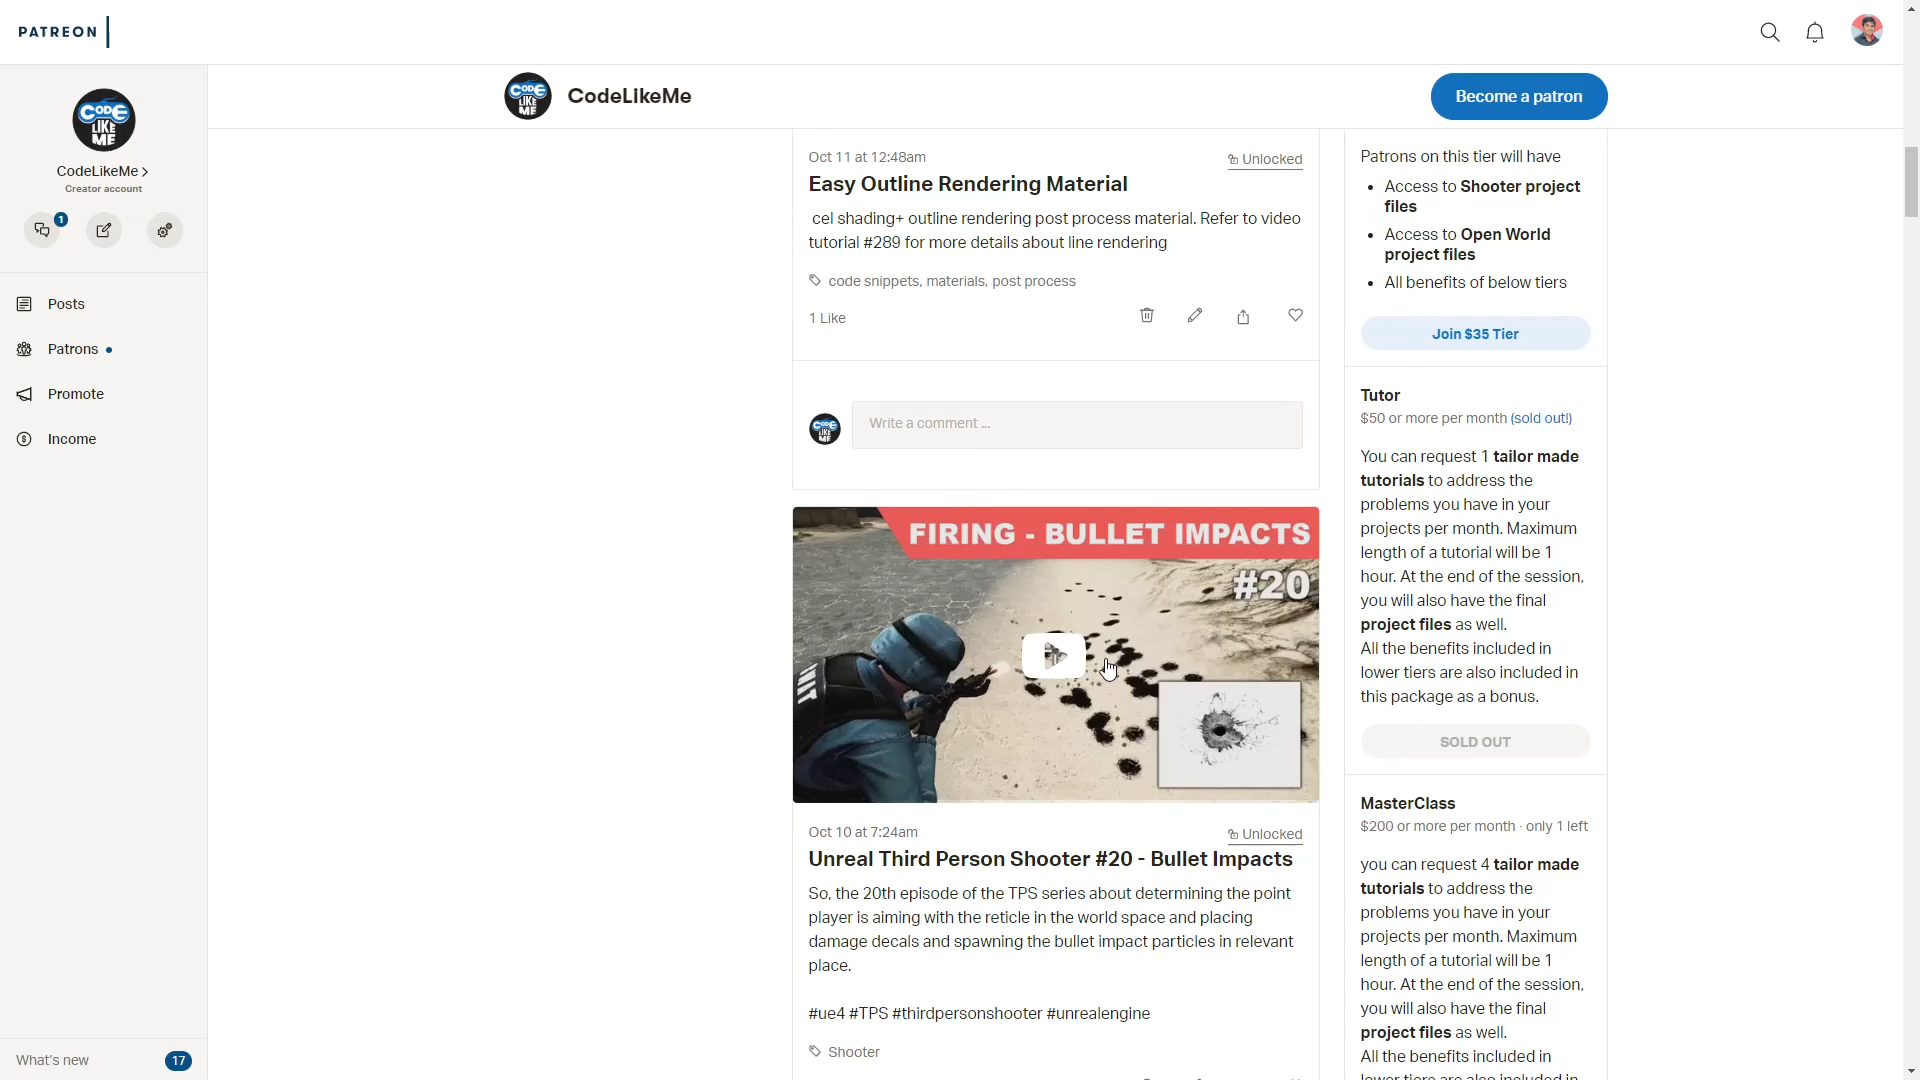 PATREON
CodeLikeMe
Creator account
1
Posts
Patrons
Promote
Income
What's new
17
CODE
LIKE
ME
CodeLikeMe
Become a patron
Oct 11 at 12:48am
Unlocked
Easy Outline Rendering Material
cel shading+ outline rendering post process material. Refer to video
tutorial #289 for more details about line rendering
code snippets, materials, post process
1 Like
Write a comment ...
FIRING - BULLET IMPACTS
#20
Oct 10 at 7:24am
Unlocked
Unreal Third Person Shooter #20 - Bullet Impacts
So, the 20th episode of the TPS series about determining the point
player is aiming with the reticle in the world space and placing
damage decals and spawning the bullet impact particles in relevant
place.
#ue4 #TPS #thirdpersonshooter #unrealengine
Shooter
Patrons on this tier will have
• Access to Shooter project
files
• Access to Open World
project files
• All benefits of below tiers
Join $35 Tier
Tutor
$50 or more per month (sold out!)
You can request 1 tailor made
tutorials to address the
problems you have in your
projects per month. Maximum
length of a tutorial will be 1
hour. At the end of the session,
you will also have the final
project files as well.
All the benefits included in
lower tiers are also included in
this package as a bonus.
SOLD OUT
MasterClass
$200 or more per month · only 1 left
you can request 4 tailor made
tutorials to address the
problems you have in your
projects per month. Maximum
length of a tutorial will be 1
hour. At the end of the session,
you will also have the final
project files as well.
All the benefits included in
lower tiers are also included in